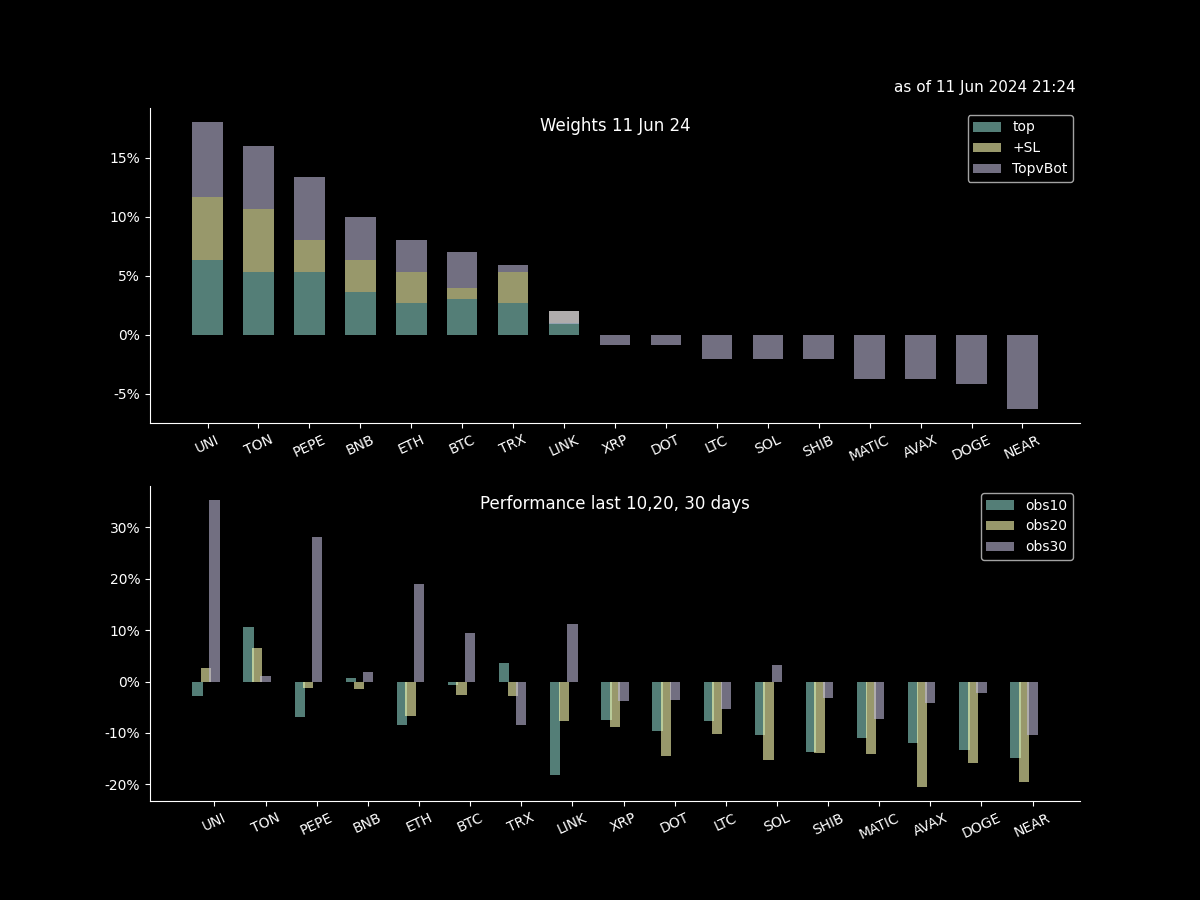 as of 11 Jun 2024 21:24
Weights 11 Jun 24
top
+SL
TopvBot
15%
10%
5%
0%
-5%
UNI TON PEPE BNB ETH BTC TRX LINK XRP DOT LTC SOL SHIB MATIC AVAX DOGE NEAR
Performance last 10,20, 30 days
obs10
obs20
obs30
30%
20%
10%
0%
-10%
-20%
UNI TON PEPE BNB ETH BTC TRX LINK XRP DOT LTC SOL SHIB MATIC AVAX DOGE NEAR